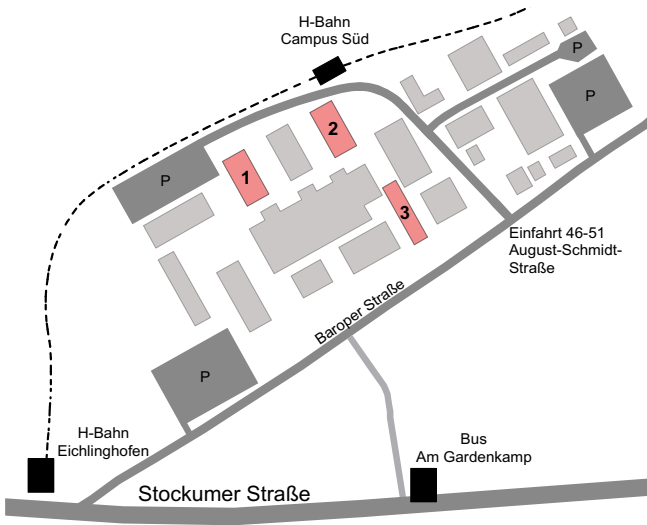 H-Bahn
Campus Süd
P
P
2
P
1
3
Einfahrt 46-51
August-Schmidt-
Straße
Baroper Straße
P
H-Bahn
Eichlinghofen
Bus
Am Gardenkamp
Stockumer Straße